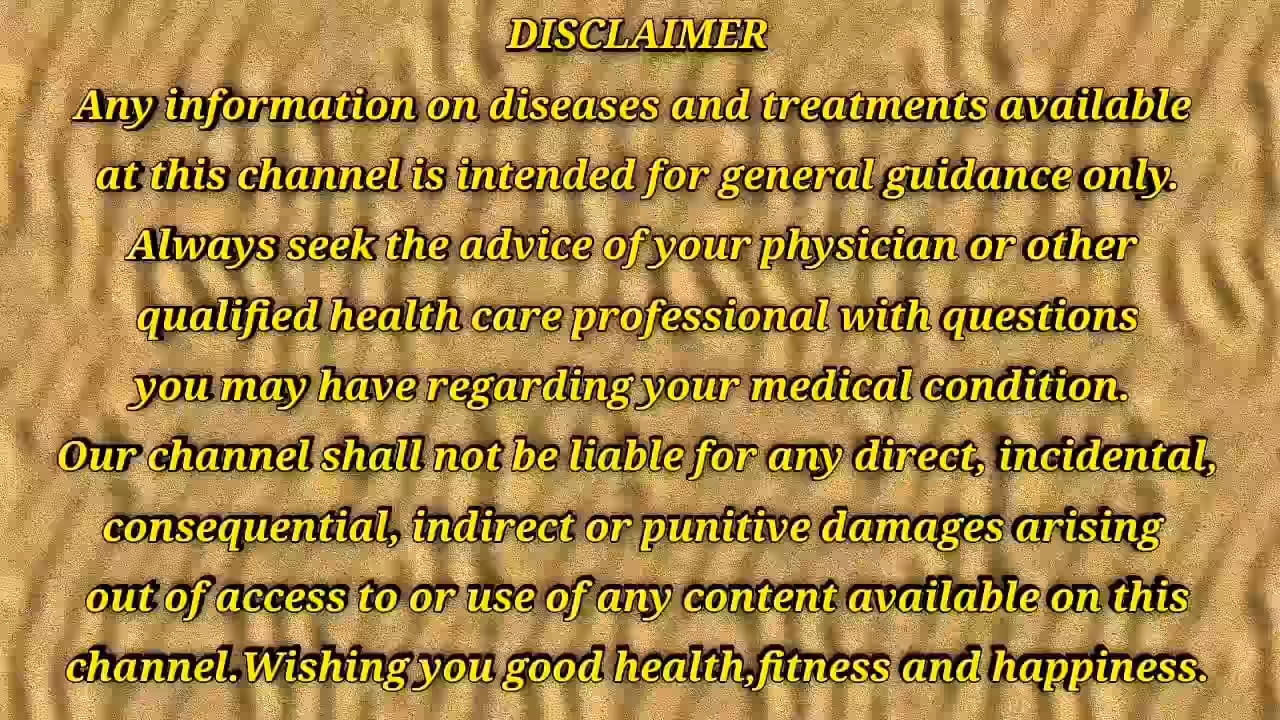 DISCLAIMER
Any information on diseases and treatments available
at this channel is intended for general guidance only.
Always seek the advice of your physician or other
qualified health care professional with questions
you may have regarding your medical condition.
Our channel shall not be liable for any direct, incidental,
consequential, indirect or punitive damages arising
out of access to or use of any content available on this
channel.Wishing you good health,fitness and happiness.